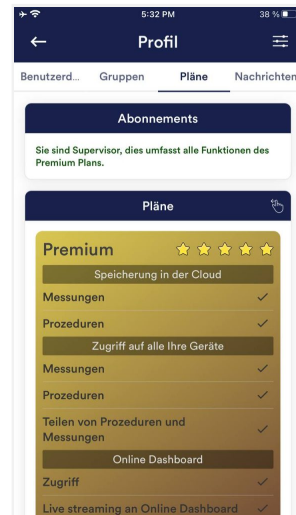 5:32 PM
38 %
Profil
Benutzerd... Gruppen Pläne Nachrichten
Abonnements
Sie sind Supervisor, dies umfasst alle Funktionen des
Premium Plans.
Pläne
Premium
Speicherung in der Cloud
Messungen
Prozeduren
Zugriff auf alle Ihre Geräte
Messungen
Prozeduren
Teilen von Prozeduren und
Messungen
Online Dashboard
Zugriff
Live streaming an Online Dashboard